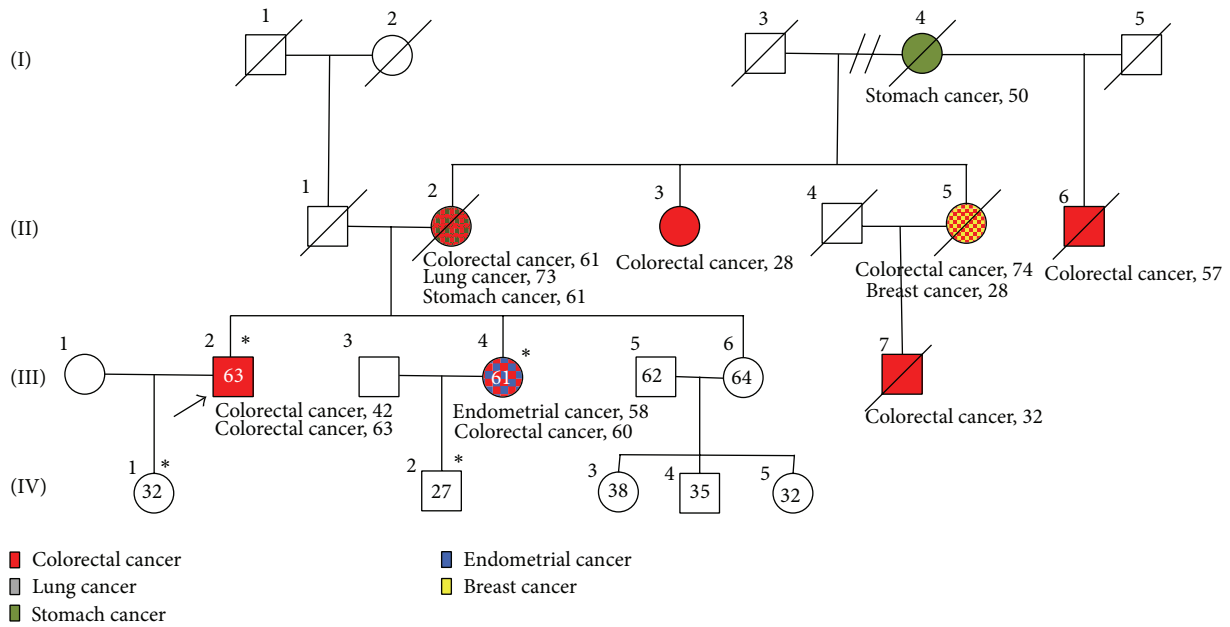 1 2 3 4 5
(I)
Stomach cancer, 50
1 2 3 4 5 6
(II)
Colorectal cancer, 61
Lung cancer, 73
Stomach cancer, 61
Colorectal cancer, 28
Colorectal cancer, 74
Breast cancer, 28
Colorectal cancer, 57
1 2 * 3 4 * 5 6 7
(III) 63 61 62 64
Colorectal cancer, 42
Colorectal cancer, 63
Endometrial cancer, 58
Colorectal cancer, 60
Colorectal cancer, 32
1 * 2 * 3 4 5
(IV) 32 27 38 35 32
Colorectal cancer
Lung cancer
Stomach cancer
Endometrial cancer
Breast cancer